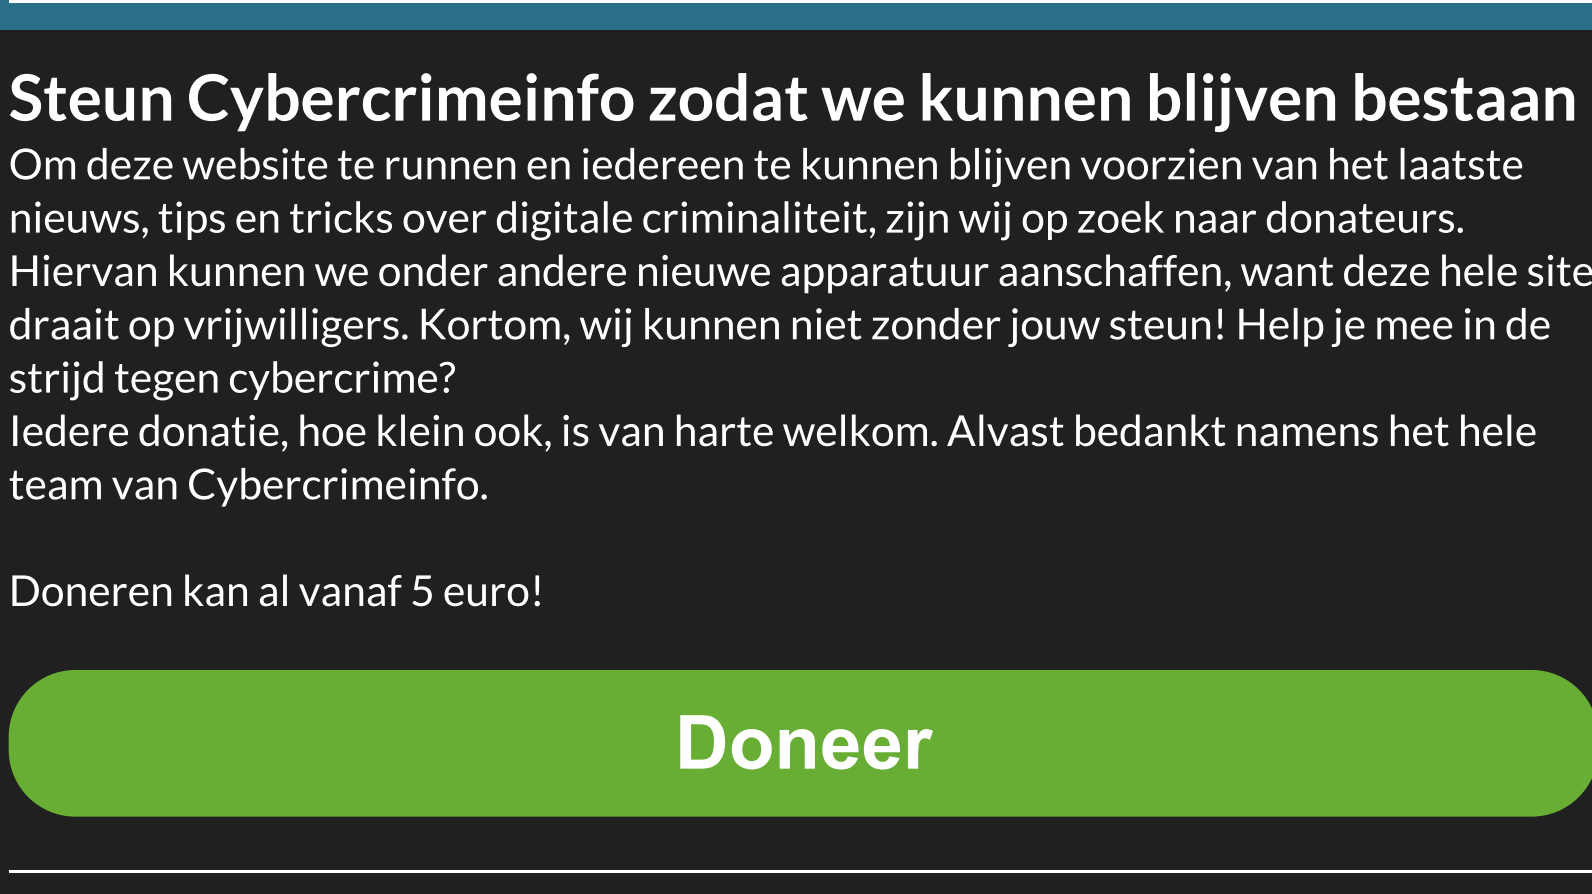 Steun Cybercrimeinfo zodat we kunnen blijven bestaan
Om deze website te runnen en iedereen te kunnen blijven voorzien van het laatste
nieuws, tips en tricks over digitale criminaliteit, zijn wij op zoek naar donateurs.
Hiervan kunnen we onder andere nieuwe apparatuur aanschaffen, want deze hele site
draait op vrijwilligers. Kortom, wij kunnen niet zonder jouw steun! Help je mee in de
strijd tegen cybercrime?
Iedere donatie, hoe klein ook, is van harte welkom. Alvast bedankt namens het hele
team van Cybercrimeinfo.
Doneren kan al vanaf 5 euro!
Doneer